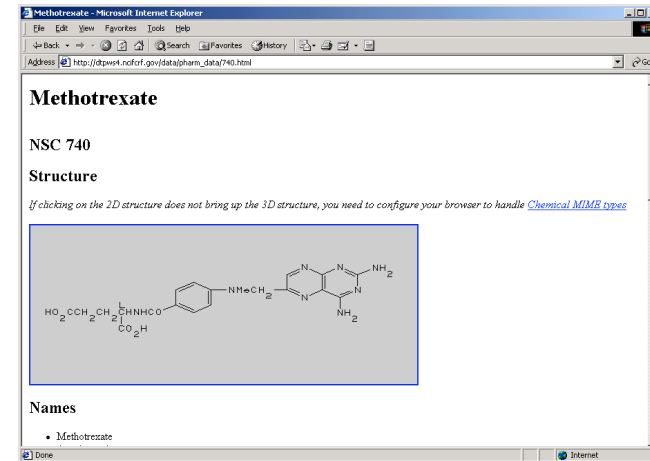 Methotrexate - Microsoft Internet Explorer
File Edit View Favorites Tools Help
Back Search Favorites History
Address http://dtpws4.ncifcrf.gov/data/pharm_data/740.html Go
Methotrexate
NSC 740
Structure
If clicking on the 2D structure does not bring up the 3D structure, you need to configure your browser to handle Chemical MIME types
N N NH2
NMeCH2
N N
HO2CCH2CH2CHNHCO L
NH2
CO2H
Names
• Methotrexate
Done Internet